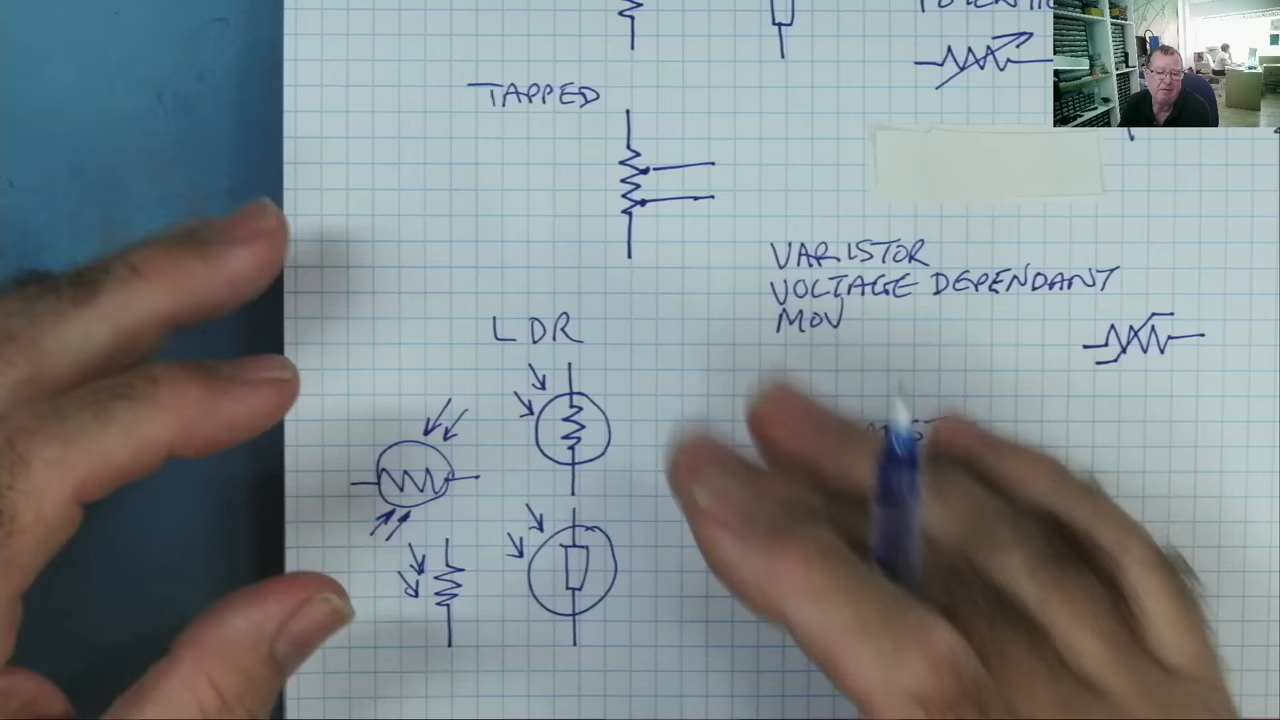 TAPPED
VARISTOR
VOLTAGE DEPENDANT
MOV
LDR